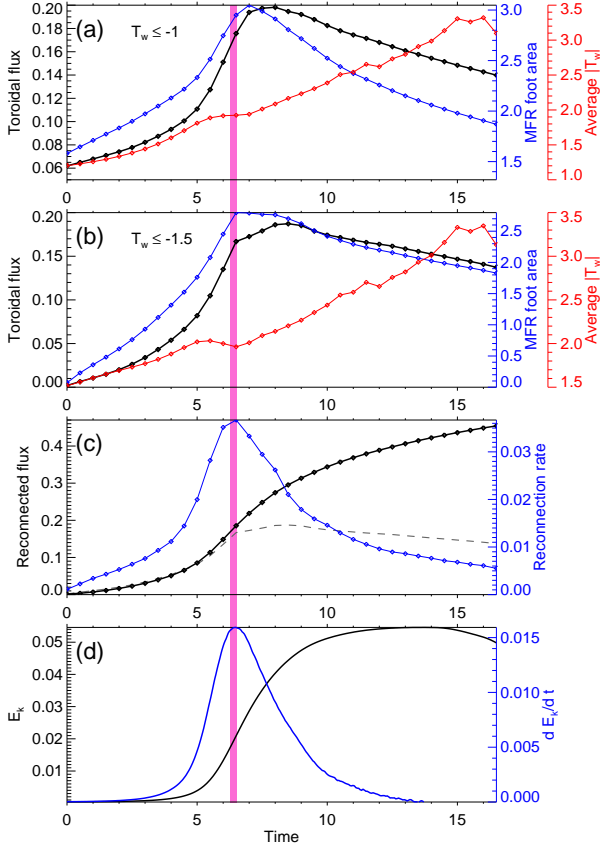 (a)
T_w ≤ -1
0.20
0.18
0.16
0.14
0.12
0.10
0.08
0.06
Toroidal flux
3.0
2.5
2.0
1.5
MFR foot area
3.5
3.0
2.5
2.0
1.5
1.0
Average |T_w|
0 5 10 15
(b)
T_w ≤ -1.5
0.20
0.15
0.10
0.05
0.00
Toroidal flux
2.5
2.0
1.5
1.0
0.5
0.0
MFR foot area
3.5
3.0
2.5
2.0
1.5
Average |T_w|
0 5 10 15
(c)
0.4
0.3
0.2
0.1
0.0
Reconnected flux
0.03
0.02
0.01
0.00
Reconnection rate
0 5 10 15
(d)
0.05
0.04
0.03
0.02
0.01
E_k
0.015
0.010
0.005
0.000
d E_k/d t
0 5 10 15
Time